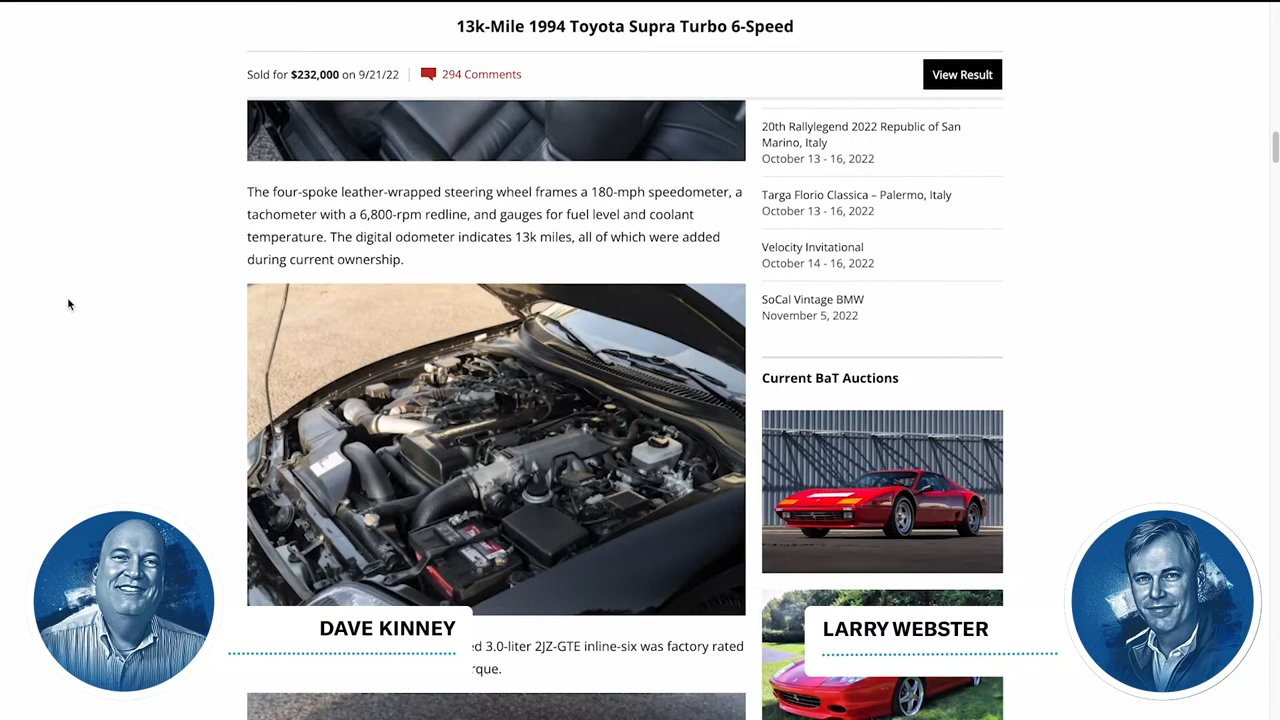 13k-Mile 1994 Toyota Supra Turbo 6-Speed
Sold for $232,000 on 9/21/22
294 Comments
View Result
The four-spoke leather-wrapped steering wheel frames a 180-mph speedometer, a
tachometer with a 6,800-rpm redline, and gauges for fuel level and coolant
temperature. The digital odometer indicates 13k miles, all of which were added
during current ownership.
ed 3.0-liter 2JZ-GTE inline-six was factory rated
rque.
20th Rallylegend 2022 Republic of San
Marino, Italy
October 13 - 16, 2022
Targa Florio Classica – Palermo, Italy
October 13 - 16, 2022
Velocity Invitational
October 14 - 16, 2022
SoCal Vintage BMW
November 5, 2022
Current BaT Auctions
DAVE KINNEY
LARRY WEBSTER